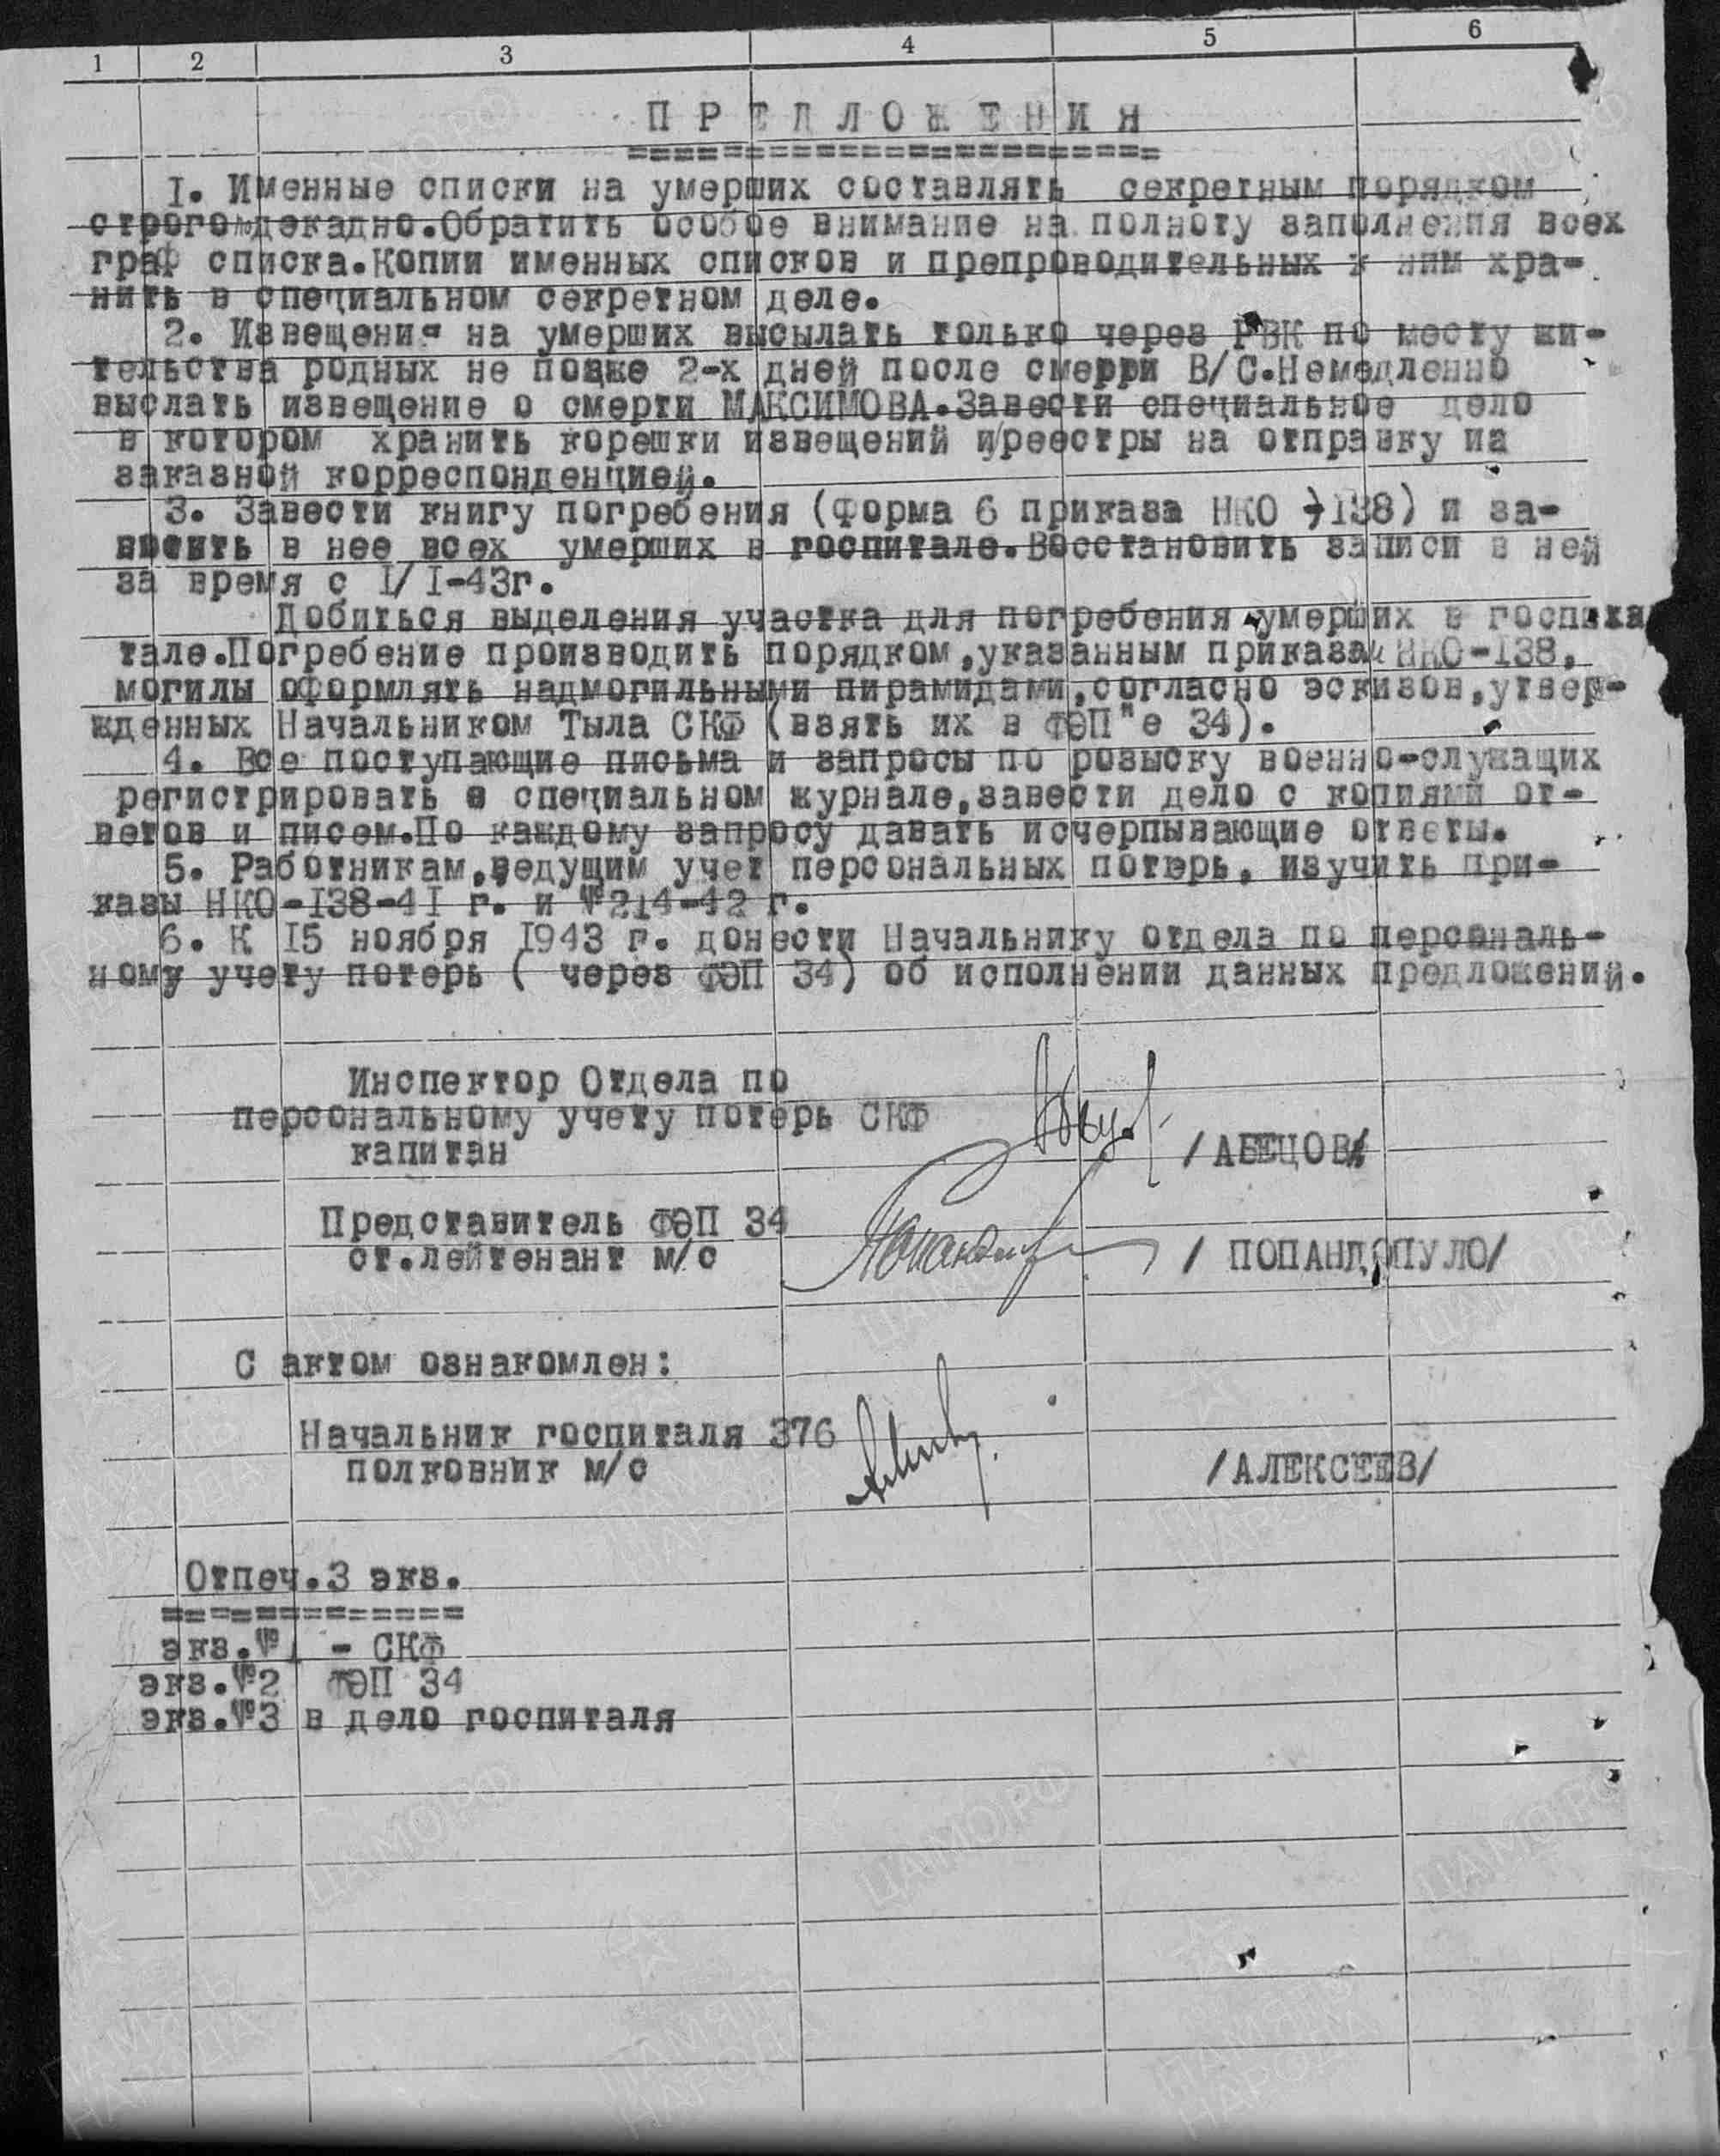 1 2 3 4 5 6
ПРЕДЛОЖЕНИЯ
======================
I. Именные списки на умерших составлять секретным порядком
строго подекадно.Обратить особое внимание на полноту заполнения всех
граф списка.Копии именных списков и препроводительных к ним хра-
нить в специальном секретном деле.
2. Извещения на умерших высылать только через РВК по месту жи-
тельства родных не позже 2-х дней после смерри В/С.Немедленно
выслать извещение о смерти МАКСИМОВА.Завести специальное дело
в котором хранить корешки извещений и реестры на отправку их
заказной корреспонденцией.
3. Завести книгу погребения (Форма 6 приказа НКО 138) и за-
в нее всех умерших в госпитале.Восстановить записи в ней
за время с I/I-43г.
Добиться выделения участка для погребения умерших в
тале.Погребение производить порядком,указанным приказам НКО-138,
могилы оформлять надмогильными пирамидами,согласно эскизов,утвер-
жденных Начальником Тыла СКФ (взять их в ФЭП"е 34).
4. Все поступающие письма и запросы по розыску военно-служащих
регистрировать в специальном журнале,завести дело с копиями от-
ветов и писем.По каждому запросу давать исчерпывающие ответы.
5. Работникам,ведущим учет персональных потерь, изучить при-
казы НКО-138-41 г. и №214-42 г.
6. К I5 ноября I943 г. донести Начальнику отдела по персональ-
ному учету потерь ( через ФЭП 34) об исполнении данных предложений.
Инспектор Отдела по
персональному учету потерь СКФ
капитан /АБЕЦОВ/
Представитель ФЭП 34
ст.лейтенант м/с / ПОПАНДОПУЛО/
С актом ознакомлен:
Начальник госпиталя 376
полковник м/с /АЛЕКСЕЕВ/
Отпеч.3 экз.
=============
экз.№1 - СКФ
экз.№2 ФЭП 34
экз.№3 в дело госпиталя
ЦАМО РФ
ПАМЯТЬ НАРОДА